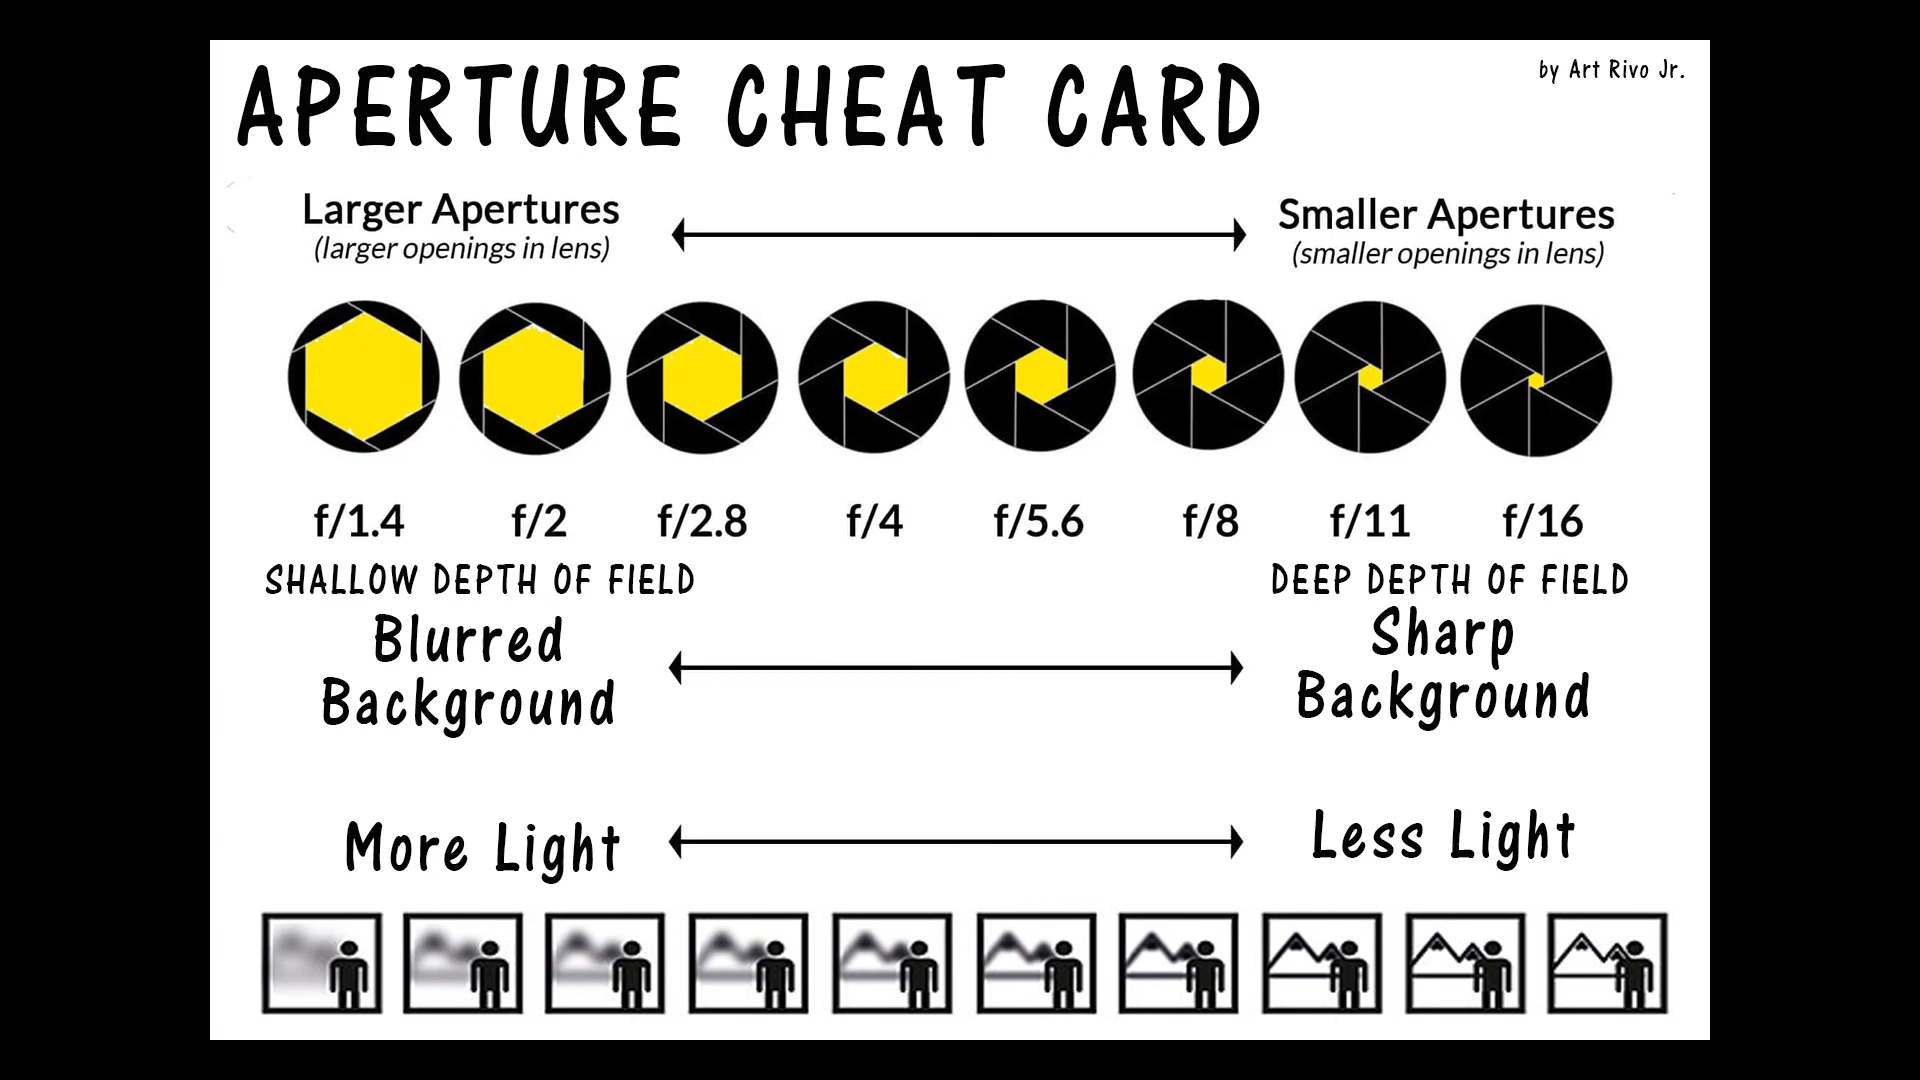 APERTURE CHEAT CARD
by Art Rivo Jr.
Larger Apertures
(larger openings in lens)
Smaller Apertures
(smaller openings in lens)
f/1.4 f/2 f/2.8 f/4 f/5.6 f/8 f/11 f/16
SHALLOW DEPTH OF FIELD
DEEP DEPTH OF FIELD
Blurred
Background
Sharp
Background
More Light
Less Light